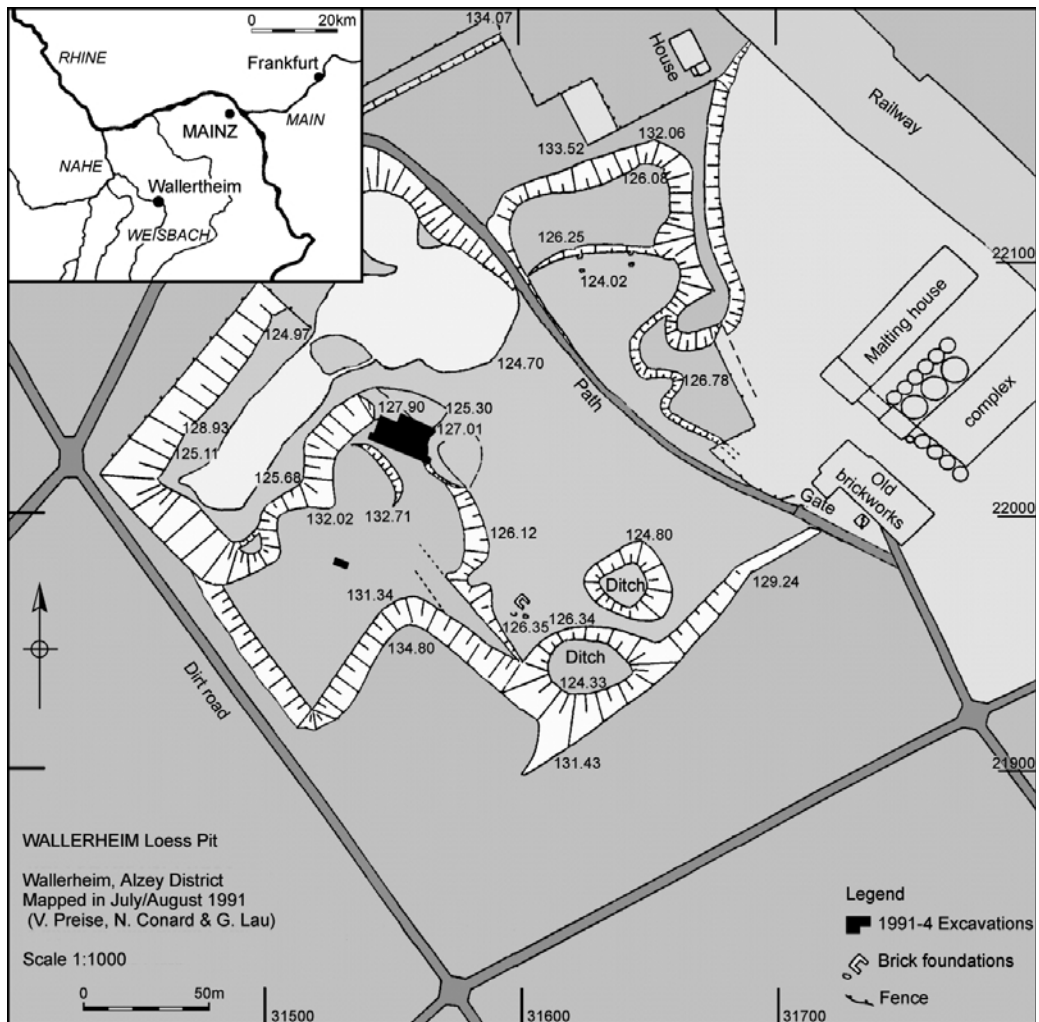 0 20km
RHINE
Frankfurt
MAINZ
MAIN
NAHE
Wallertheim
WEISBACH
134.07
House
Railway
132.06
133.52
126.08
126.25
124.02
22100
Malting house
complex
124.97
124.70
126.78
Path
127.90
125.30
127.01
128.93
125.11
125.68
132.02
132.71
Old
brickworks
Gate
22000
126.12
124.80
Ditch
129.24
131.34
126.35
126.34
134.80
Ditch
124.33
Dirt road
131.43
21900
WALLERHEIM Loess Pit
Wallerheim, Alzey District
Mapped in July/August 1991
(V. Preise, N. Conard & G. Lau)
Scale 1:1000
0 50m
31500
31600
31700
Legend
1991-4 Excavations
Brick foundations
Fence